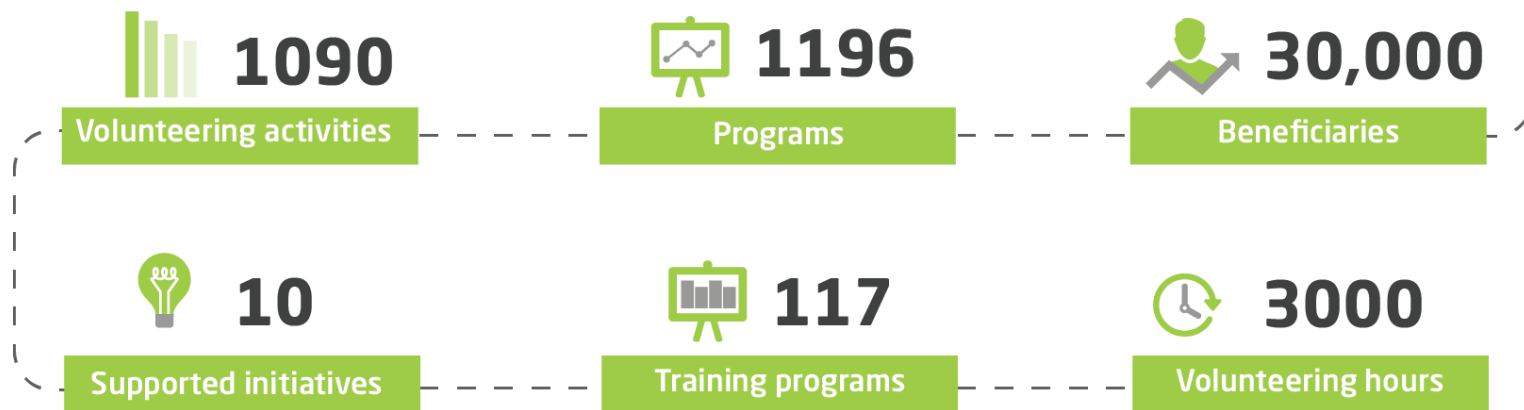 1090
Volunteering activities
1196
Programs
30,000
Beneficiaries
10
Supported initiatives
117
Training programs
3000
Volunteering hours